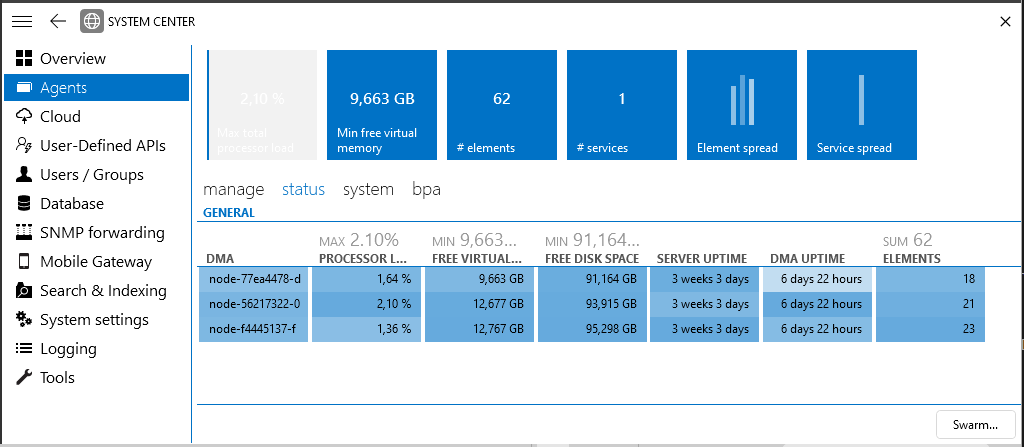 SYSTEM CENTER
Overview
Agents
Cloud
User-Defined APIs
Users / Groups
Database
SNMP forwarding
Mobile Gateway
Search & Indexing
System settings
Logging
Tools
2,10 %
Max total
processor load
9,663 GB
Min free virtual
memory
62
# elements
1
# services
Element spread
Service spread
manage status system bpa
GENERAL
MAX 2.10% MIN 9,663... MIN 91,164... SUM 62
DMA PROCESSOR L... FREE VIRTUAL... FREE DISK SPACE SERVER UPTIME DMA UPTIME ELEMENTS
node-77ea4478-d 1,64 % 9,663 GB 91,164 GB 3 weeks 3 days 6 days 22 hours 18
node-56217322-0 2,10 % 12,677 GB 93,915 GB 3 weeks 3 days 6 days 22 hours 21
node-f4445137-f 1,36 % 12,767 GB 95,298 GB 3 weeks 3 days 6 days 22 hours 23
Swarm...